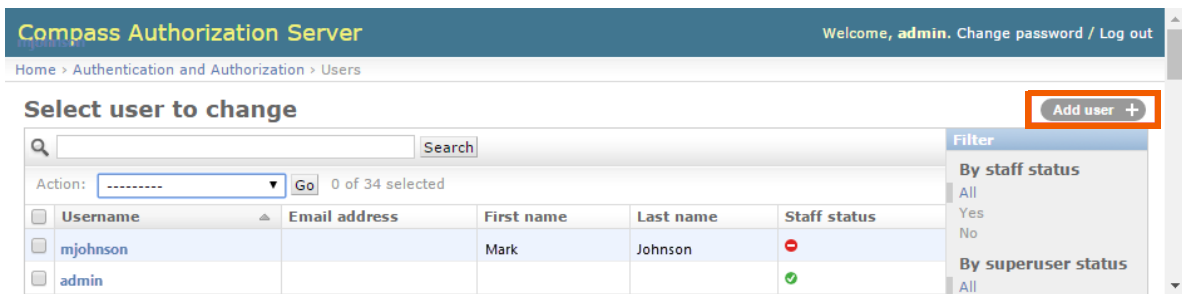 Compass Authorization Server
mjohnson
Welcome, admin. Change password / Log out
Home › Authentication and Authorization › Users
Select user to change
Add user +
Search
Filter
Action: --------- Go 0 of 34 selected
By staff status
All
Yes
No
Username Email address First name Last name Staff status
mjohnson Mark Johnson
admin
By superuser status
All